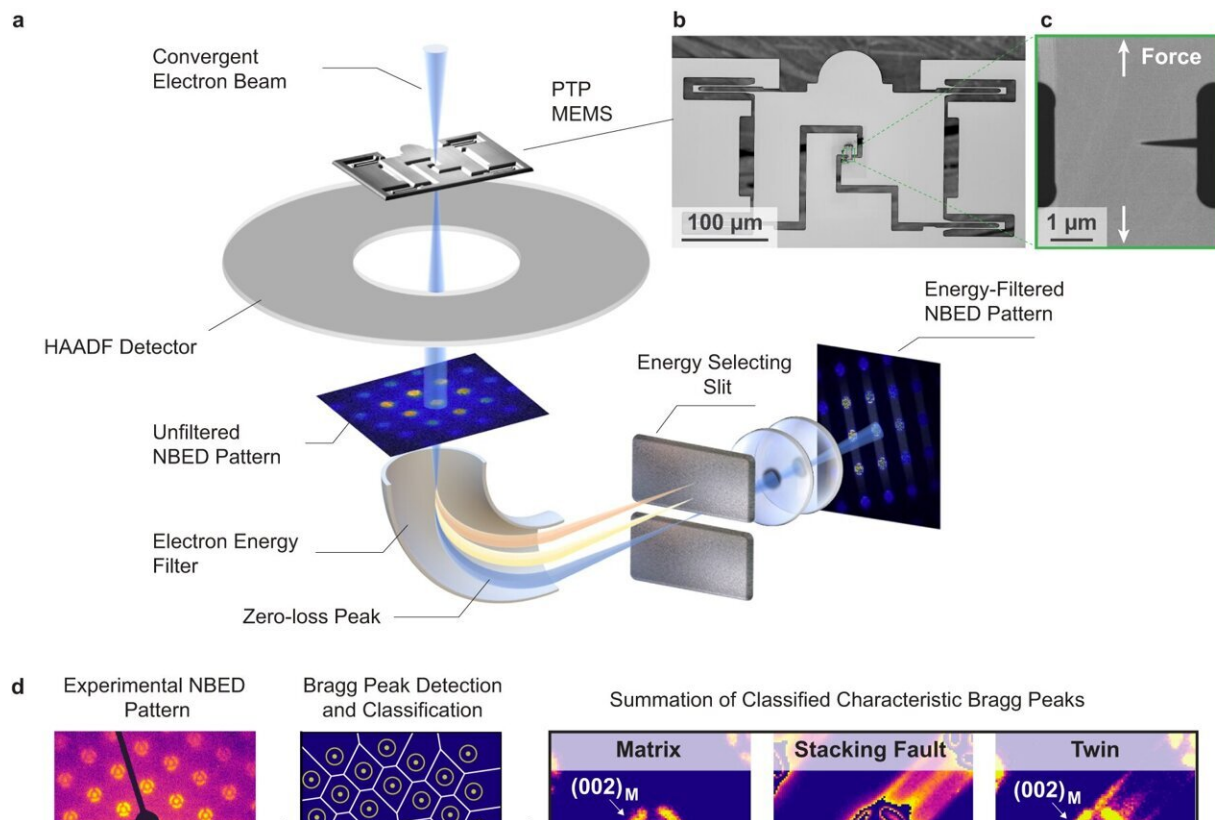 a
Convergent
Electron Beam
PTP
MEMS
HAADF Detector
Unfiltered
NBED Pattern
Electron Energy
Filter
Zero-loss Peak
Energy Selecting
Slit
Energy-Filtered
NBED Pattern
b
100 µm
c
Force
1 µm
d
Experimental NBED
Pattern
Bragg Peak Detection
and Classification
Summation of Classified Characteristic Bragg Peaks
Matrix
(002)M
Stacking Fault
Twin
(002)M